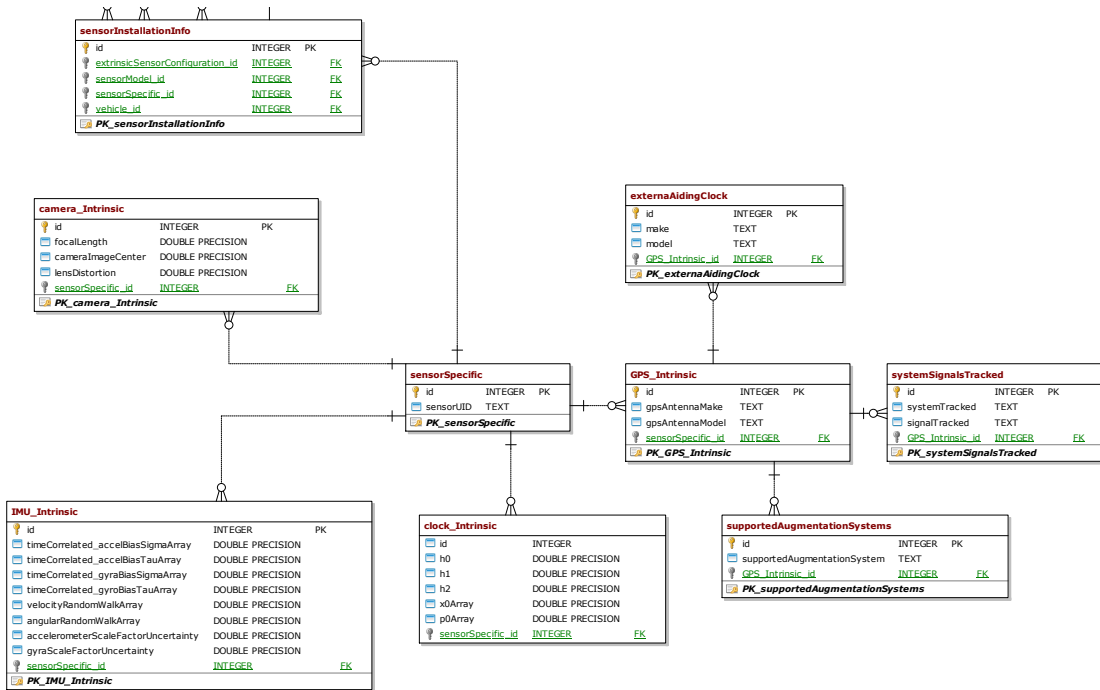 sensorInstallationInfo
id INTEGER PK
extrinsicSensorConfiguration_id INTEGER FK
sensorModel_id INTEGER FK
sensorSpecific_id INTEGER FK
vehicle_id INTEGER FK
PK_sensorInstallationInfo
camera_Intrinsic
id INTEGER PK
focalLength DOUBLE PRECISION
cameraImageCenter DOUBLE PRECISION
lensDistortion DOUBLE PRECISION
sensorSpecific_id INTEGER FK
PK_camera_Intrinsic
externaAidingClock
id INTEGER PK
make TEXT
model TEXT
GPS_Intrinsic_id INTEGER FK
PK_externaAidingClock
sensorSpecific
id INTEGER PK
sensorUID TEXT
PK_sensorSpecific
GPS_Intrinsic
id INTEGER PK
gpsAntennaMake TEXT
gpsAntennaModel TEXT
sensorSpecific_id INTEGER FK
PK_GPS_Intrinsic
systemSignalsTracked
id INTEGER PK
systemTracked TEXT
signalTracked TEXT
GPS_Intrinsic_id INTEGER FK
PK_systemSignalsTracked
IMU_Intrinsic
id INTEGER PK
timeCorrelated_accelBiasSigmaArray DOUBLE PRECISION
timeCorrelated_accelBiasTauArray DOUBLE PRECISION
timeCorrelated_gyraBiasSigmaArray DOUBLE PRECISION
timeCorrelated_gyroBiasTauArray DOUBLE PRECISION
velocityRandomWalkArray DOUBLE PRECISION
angularRandomWalkArray DOUBLE PRECISION
accelerometerScaleFactorUncertainty DOUBLE PRECISION
gyraScaleFactorUncertainty DOUBLE PRECISION
sensorSpecific_id INTEGER FK
PK_IMU_Intrinsic
clock_Intrinsic
id INTEGER
h0 DOUBLE PRECISION
h1 DOUBLE PRECISION
h2 DOUBLE PRECISION
x0Array DOUBLE PRECISION
p0Array DOUBLE PRECISION
sensorSpecific_id INTEGER FK
supportedAugmentationSystems
id INTEGER PK
supportedAugmentationSystem TEXT
GPS_Intrinsic_id INTEGER FK
PK_supportedAugmentationSystems